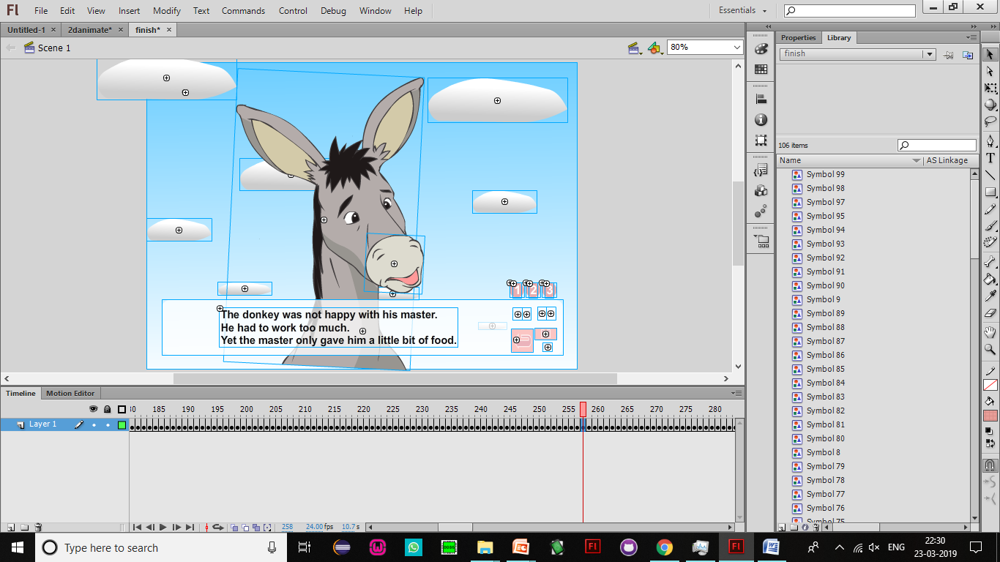 Fl File Edit View Insert Modify Text Commands Control Debug Window Help Essentials
Untitled-1 2danimate* finish* Properties Library
Scene 1 80% finish
106 items
Name AS Linkage
Symbol 99
Symbol 98
Symbol 97
Symbol 95
Symbol 94
Symbol 93
Symbol 92
Symbol 91
Symbol 90
Symbol 9
Symbol 89
Symbol 88
Symbol 87
Symbol 86
Symbol 85
Symbol 84
Symbol 83
Symbol 82
Symbol 81
Symbol 80
Symbol 8
Symbol 79
Symbol 78
Symbol 77
Symbol 76
Symbol 75
1 2 3
The donkey was not happy with his master.
He had to work too much.
Yet the master only gave him a little bit of food.
Timeline Motion Editor
185 190 195 200 205 210 215 220 225 230 235 240 245 250 255 260 265 270 275 280
Layer 1
258 24.00 fps 10.7 s
Type here to search ENG 22:30
23-03-2019